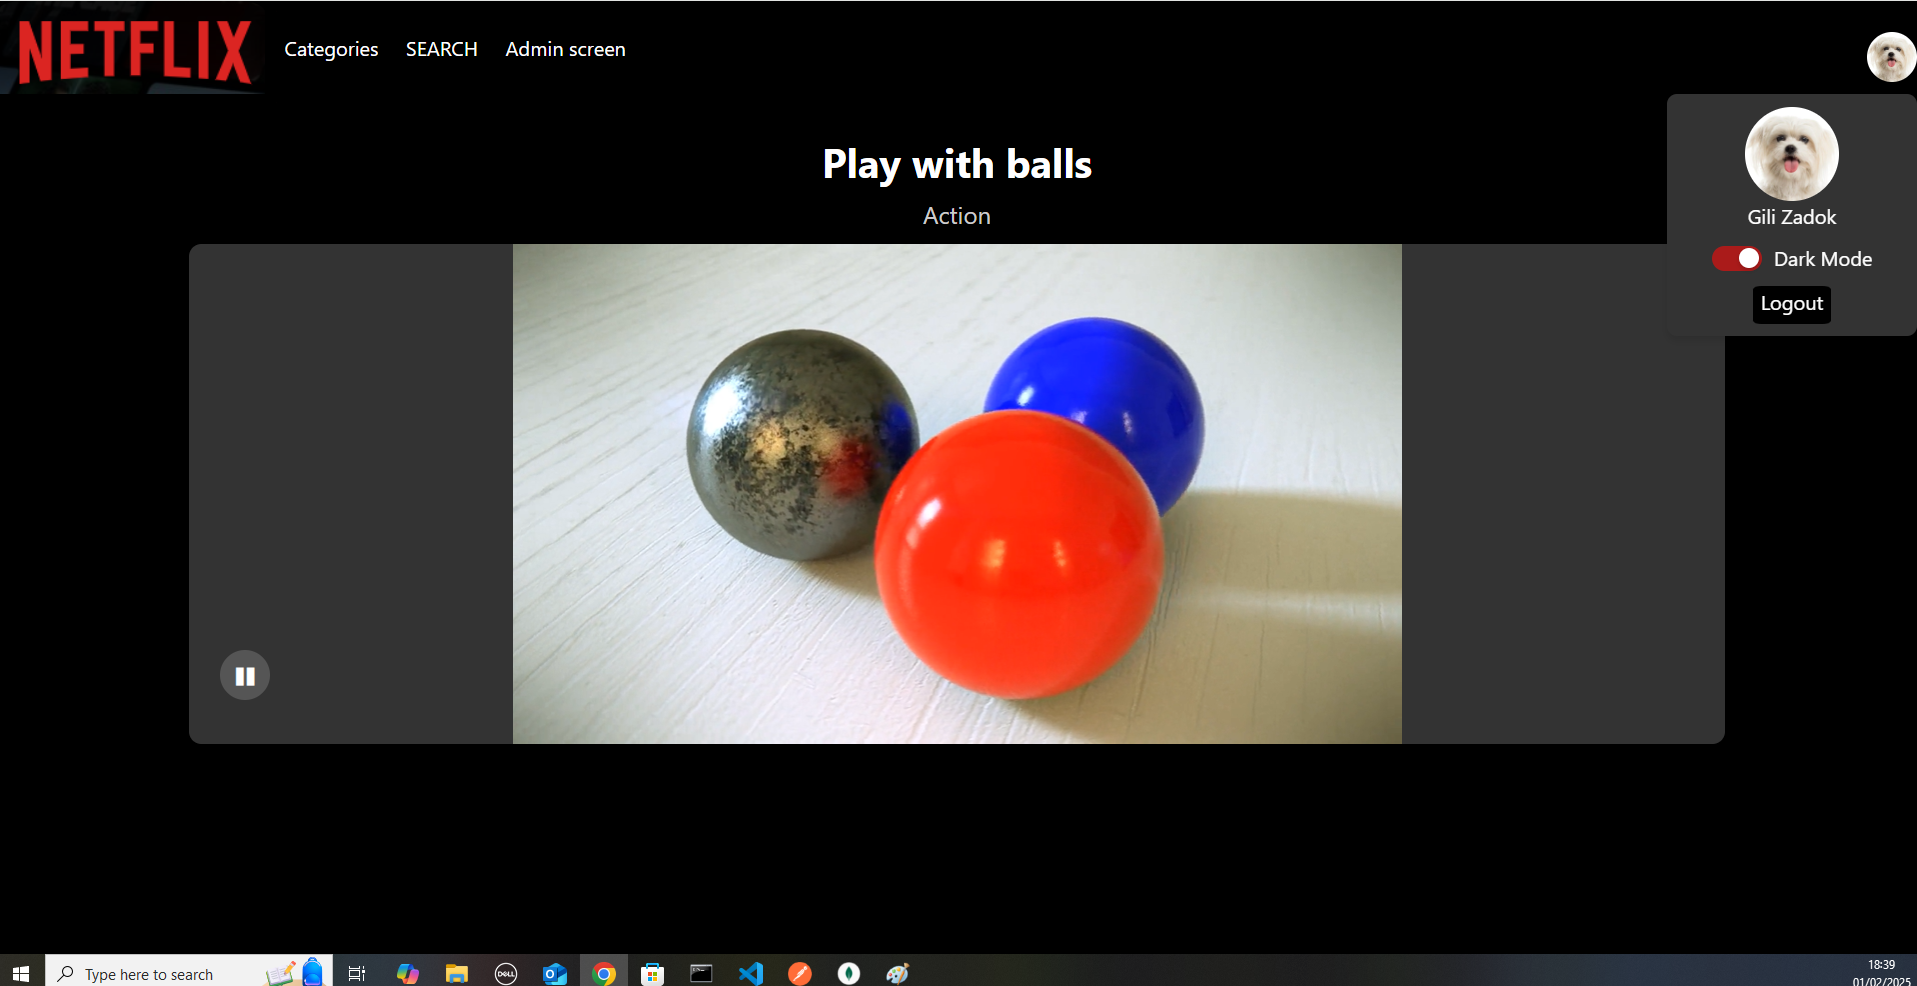 NETFLIX
Categories SEARCH Admin screen
Play with balls
Action
Gili Zadok
Dark Mode
Logout
Type here to search
DELL
18:39
01/02/2025